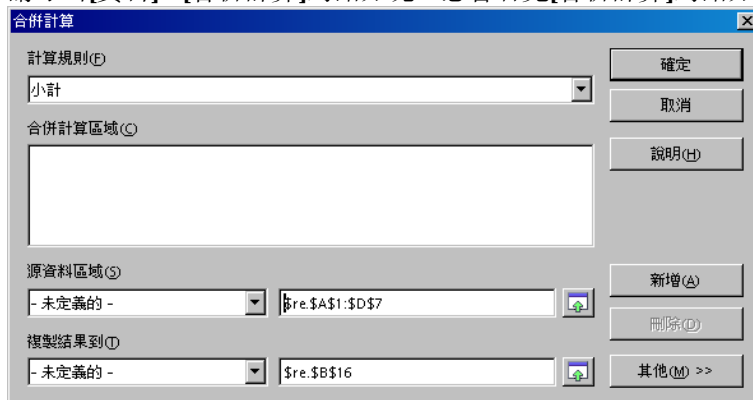 合併計算
計算規則(F)
小計
合併計算區域(C)
源資料區域(S)
- 未定義的 -
$re.$A$1:$D$7
複製結果到(T)
- 未定義的 -
$re.$B$16
確定
取消
說明(H)
新增(A)
刪除(D)
其他(M) >>